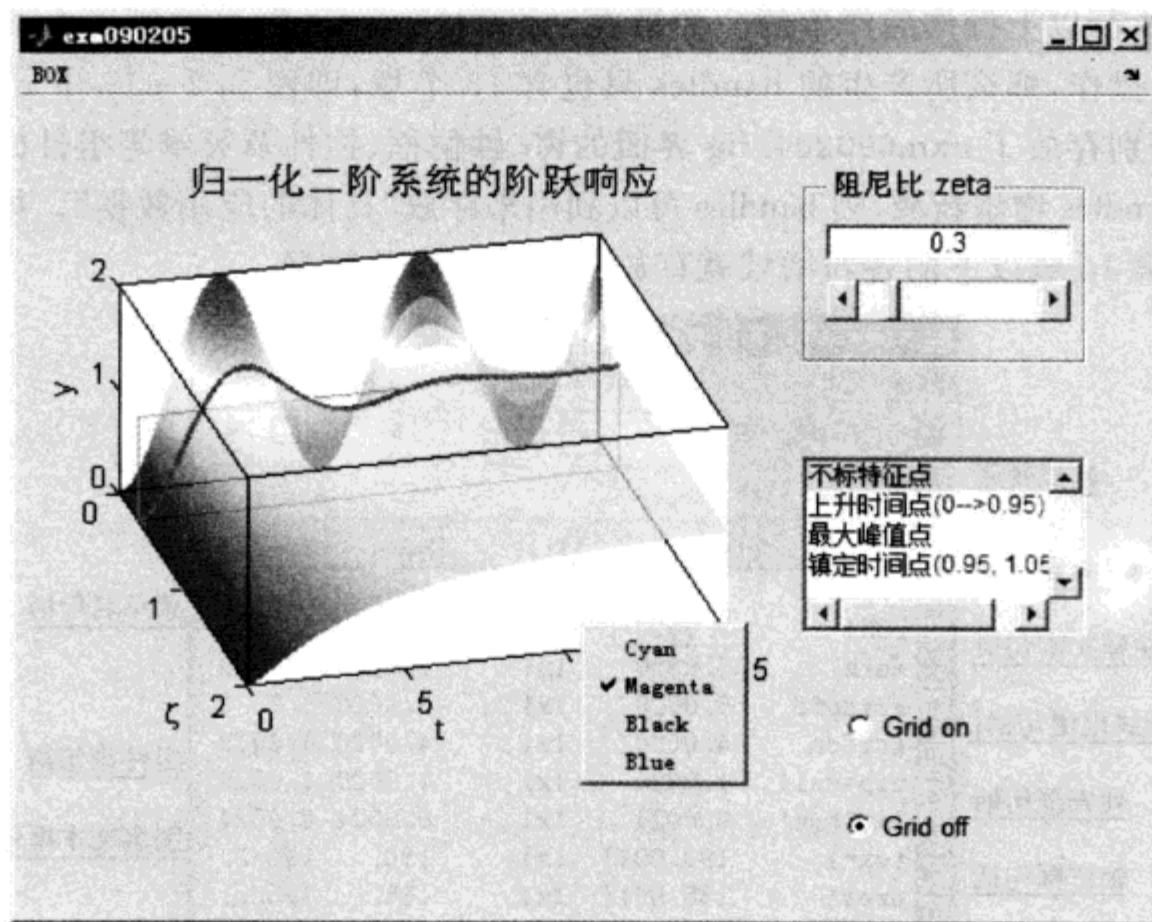 exm090205
BOX
归一化二阶系统的阶跃响应
2
1
0
y
0
1
2
ζ
0
5
t
5
Cyan
Magenta
Black
Blue
阻尼比 zeta
0.3
不标特征点
上升时间点(0-->0.95)
最大峰值点
镇定时间点(0.95, 1.05
Grid on
Grid off